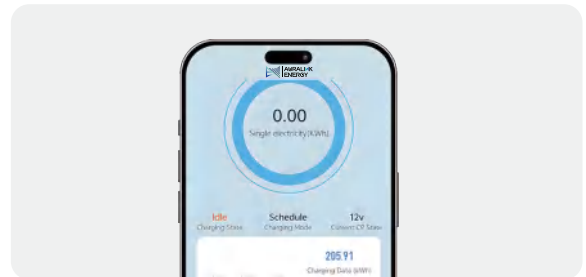 AVRALI-K
ENERGY
0.00
Single electricity(KWh)
Idle Schedule 12v
Charging State Charging Mode Current CP State
205.91
Charging Data (kWh)